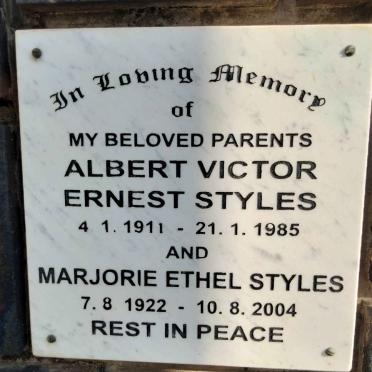 In Loving Memory
of
MY BELOVED PARENTS
ALBERT VICTOR
ERNEST STYLES
4 1. 1911 - 21. 1. 1985
AND
MARJORIE ETHEL STYLES
7. 8 1922 - 10. 8. 2004
REST IN PEACE